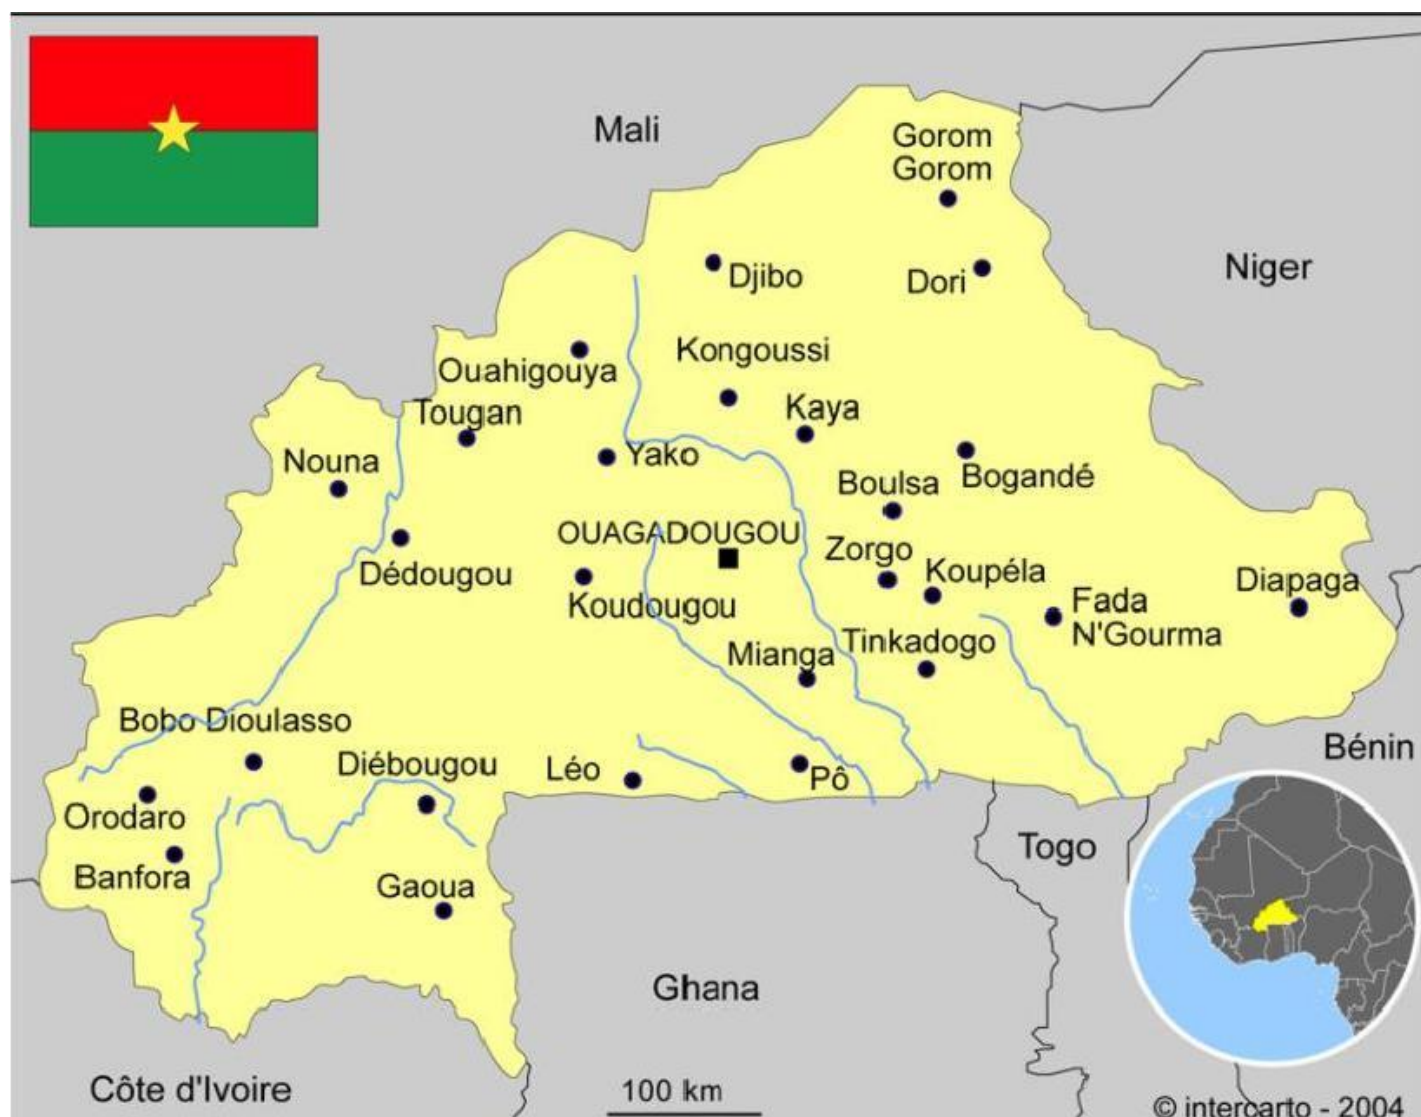 Mali
Gorom
Gorom
Niger
Djibo
Dori
Kongoussi
Ouahigouya
Kaya
Tougan
Nouna
Yako
Bogandé
Boulsa
OUAGADOUGOU
Zorgo
Koupéla
Dédougou
Diapaga
Koudougou
Fada
N'Gourma
Tinkadogo
Mianga
Bobo Dioulasso
Bénin
Diébougou
Léo
Pô
Orodaro
Togo
Banfora
Gaoua
Ghana
Côte d'Ivoire
100 km
© intercarto - 2004